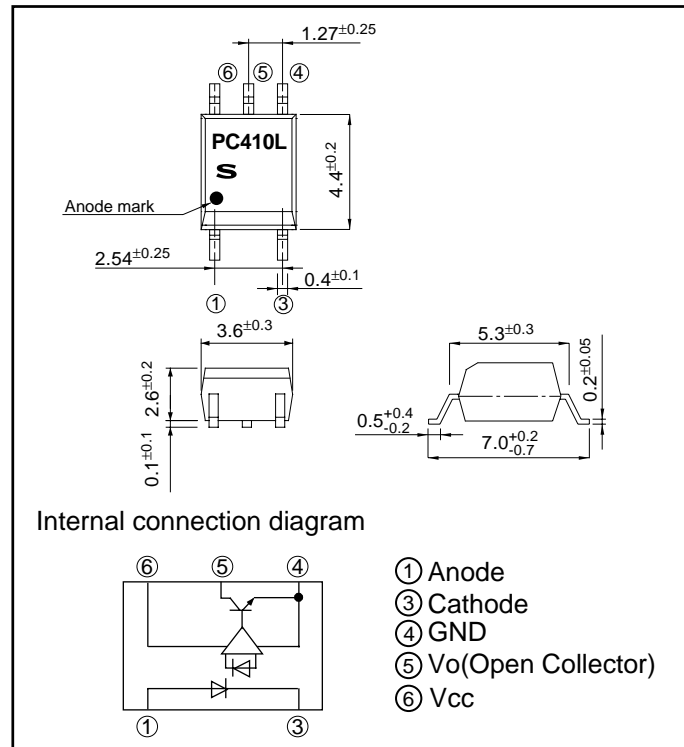 1.27±0.25
⑥ ⑤ ④
PC410L
S
4.4±0.2
Anode mark
2.54±0.25
0.4±0.1
① ③
3.6±0.3
2.6±0.2
0.1±0.1
5.3±0.3
0.2±0.05
0.5+0.4-0.2
7.0+0.2-0.7
Internal connection diagram
⑥ ⑤ ④
① ③
① Anode
③ Cathode
④ GND
⑤ Vo(Open Collector)
⑥ Vcc